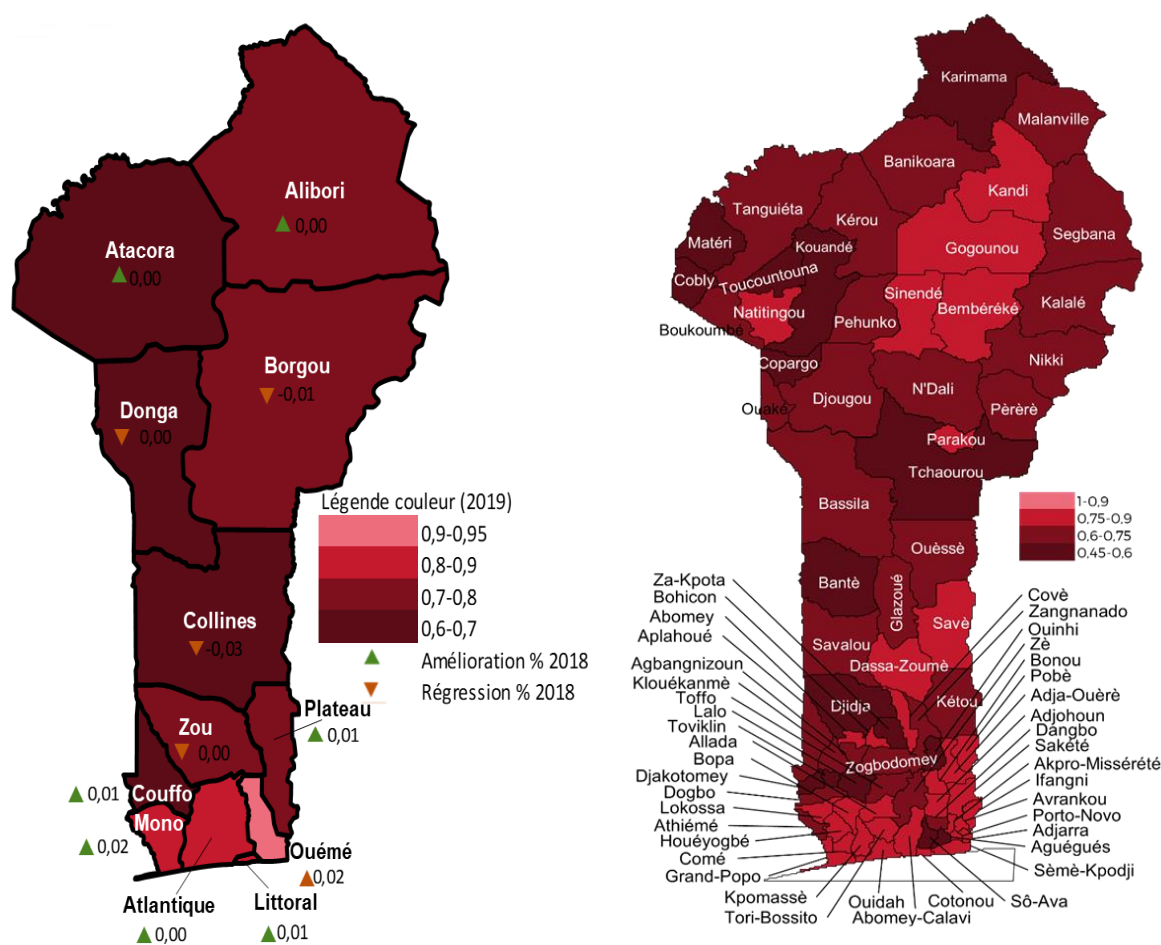 Alibori
0,00
Atacora
0,00
Borgou
-0,01
Donga
0,00
Légende couleur (2019)
0,9-0,95
0,8-0,9
0,7-0,8
0,6-0,7
Amélioration % 2018
Régression % 2018
Collines
-0,03
Plateau
0,01
Zou
0,00
Couffo
0,01
Mono
0,02
Ouémé
0,02
Atlantique
0,00
Littoral
0,01
Karimama
Malanville
Banikoara
Kandi
Tanguiéta
Kérou
Segbana
Matéri
Kouandé
Gogounou
Cobly
Toucountouna
Sinendé
Bembéréké
Kalalé
Natitingou
Boukoumbé
Pehunko
Nikki
Copargo
N'Dali
Ouaké
Djougou
Pèrèrè
Parakou
Tchaourou
Bassila
1-0.9
0.75-0.9
0.6-0.75
0.45-0.6
Ouèssè
Bantè
Glazoué
Savè
Savalou
Dassa-Zoumè
Djidja
Kétou
Zogbodomey
Za-Kpota
Bohicon
Abomey
Aplahoué
Agbangnizoun
Klouékanmè
Toffo
Lalo
Toviklin
Allada
Bopa
Djakotomey
Dogbo
Lokossa
Athiémé
Houéyogbé
Comé
Grand-Popo
Kpomassè
Tori-Bossito
Ouidah
Abomey-Calavi
Cotonou
Sô-Ava
Covè
Zangnanado
Ouinhi
Zè
Bonou
Pobè
Adja-Ouèrè
Adjohoun
Dangbo
Sakété
Akpro-Missérété
Ifangni
Avrankou
Porto-Novo
Adjarra
Aguégués
Sèmè-Kpodji